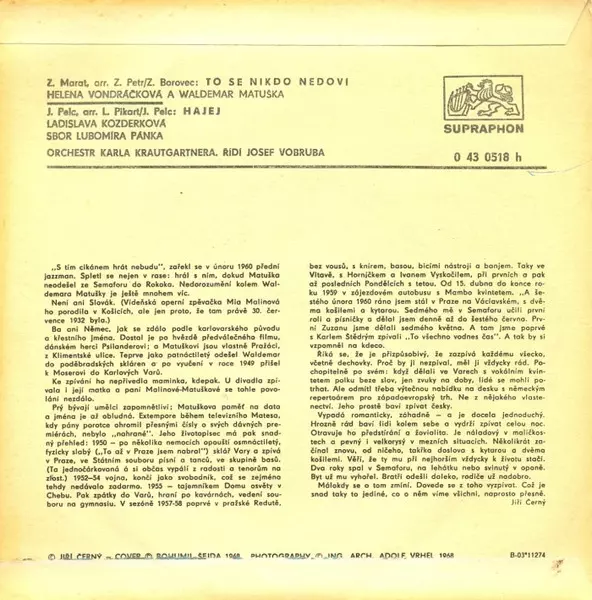 Z. Marat, arr. Z. Petr/Z. Borovec: TO SE NIKDO NEDOVÍ
HELENA VONDRÁČKOVÁ A WALDEMAR MATUŠKA
J. Pelc, arr. L. Pikart/J. Pelc: HAJEJ
LADISLAVA KOZDERKOVÁ
SBOR LUBOMÍRA PÁNKA
ORCHESTR KARLA KRAUTGARTNERA, ŘÍDÍ JOSEF VOBRUBA
SUPRAPHON
0 43 0518 h
„S tím cikánem hrát nebudu", zařekl se v únoru 1960 přední
jazzman. Spletl se nejen v rase: hrál s ním, dokud Matuška
neodešel ze Semaforu do Rokoka. Nedorozumění kolem Wal-
demara Matušky je ještě mnohem víc.
Není ani Slovák. (Vídeňská operní zpěvačka Mia Malinová
ho porodila v Košicích, ale jen proto, že tam právě 30. čer-
vence 1932 bylo.)
Ba ani Němec, jak se zdálo podle karlovarského původu
a křestního jména. Dostal je po hvězdě předválečného filmu,
dánském herci Psilanderovi; a Matuškovi jsou vlastně Pražáci,
z Klimentské ulice. Teprve jako patnáctiletý odešel Waldemar
do poděbradských skláren a po vyučení v roce 1949 přišel
k Moserovi do Karlových Varů.
Ke zpívání ho nepřivedla maminka, kdepak. U divadla zpí-
vala i její matka a paní Malinové-Matuškové se tohle povo-
lání nezdálo.
Prý bývají umělci zapomnětliví; Matuškova paměť na data
a jména je až obludná. Extempore během televizního Matesa,
kdy pány porotce ohromil přesnými čísly o svých dávných pre-
miérách, nebylo „nahrané". Jeho životopisec má pak snad-
ný přehled: 1950 — po několika nemocech opouští osmnáctiletý,
fyzicky slabý („To až v Praze jsem nabral") sklář Vary a zpívá
v Praze, ve Státním souboru písní a tanců, ve skupině basů.
(Ta jednočárkovaná á si občas vypálí z radosti a tenorům na
zlost.) 1952–54 vojna, končí jako svobodník, což se zejména
tehdy nedávalo zadarmo. 1955 – tajemníkem Domu osvěty v
Chebu. Pak zpátky do Varů, hraní po kavárnách, vedení sou-
boru na gymnasiu. V sezóně 1957-58 poprvé v pražské Redutě,
bez vousů, s knírem, basou, bicími nástroji a banjem. Taky ve
Vltavě, s Horníčkem a Ivanem Vyskočilem, při prvních a pak
až posledních Pondělcích s tetou. Od 15. dubna do konce ro-
ku 1959 v zájezdovém autobusu s Mambo kvintetem. „A še-
stého února 1960 ráno jsem stál v Praze na Václavském, s dvě-
ma košilemi a kytarou. Sedmého mě v Semaforu učili první
roli a písničky a dělal jsem denně až do šestého červno. Pr-
vní Zuzanu jsme dělali sedmého května. A tam jsme poprvé
s Karlem Štědrým zpívali „To všechno vodnes čas". A tak by si
vzpomněl na kdeco.
Říká se, že je přizpůsobivý, že zazpívá každému všecko,
včetně dechovky. Proč by ji nezpíval, měl ji vždycky rád. Po-
chopitelně po svém: když dělali ve Varech s vokálním kvin-
tetem polku beze slov, jen zvuky na doby, lidé se mohli po-
trhat. Ale odmítl třeba výtečnou nabídku na desku s německým
repertoárem pro západoevropský trh. Ne z nějakého vlaste-
nectví. Jeho prostě baví zpívat česky.
Vypadá romanticky, záhadně — a je docela jednoduchý.
Hrozně rád baví lidi kolem sebe a vydrží zpívat celou noc.
Otravuje ho předstírání a žoviálita. Je náladový v maličkos-
tech a pevný i velkorysý v mezních situacích. Několikrát za-
čínal znovu, od ničeho, takřka doslova s kytarou a dvěma
košilemi. Věří, že ty mu při nejhorším vždycky k životu stačí.
Dva roky spal v Semaforu, na lehátku nebo svinutý v oponě.
Byt už mu vyhořel. Bratři odešli daleko, rodiče už nadobro.
Málokdy se o tom zmíní. Dovede se z toho vyzpívat. Což je
snad taky to jediné, co o něm víme všichni, naprosto přesně.
Jiří Černý
© JIŘÍ ČERNÝ – COVER © BOHUMIL ŠEJDA 1968, PHOTOGRAPHY © ING. ARCH. ADOLF VRHEL 1968
B-03*11274